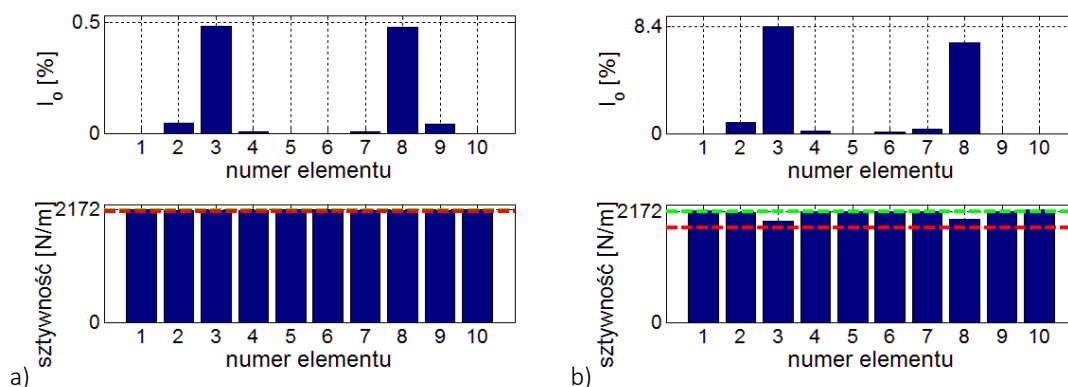 0.5
0
I₀ [%]
1 2 3 4 5 6 7 8 9 10
numer elementu
2172
0
sztywność [N/m]
1 2 3 4 5 6 7 8 9 10
numer elementu
a)
8.4
0
I₀ [%]
1 2 3 4 5 6 7 8 9 10
numer elementu
2172
0
sztywność [N/m]
1 2 3 4 5 6 7 8 9 10
numer elementu
b)